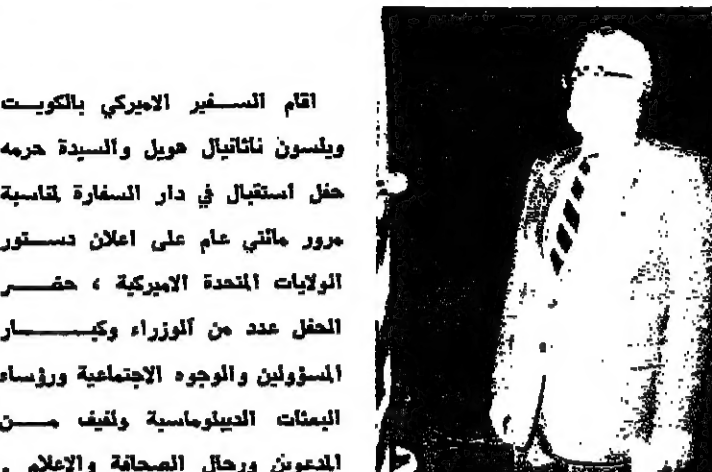 اقام السفير الاميركي بالكويت
ويلسون ناثانيال هويل والسيدة حرمه
حفل استقبال في دار السفارة لمناسبة
مرور مائتي عام على اعلان دستور
الولايات المتحدة الاميركية ، حضر
الحفل عدد من الوزراء وكبار
المسؤولين والوجوه الاجتماعية ورؤساء
البعثات الديبلوماسية ولفيف من
المدعوين ورجال الصحافة والاعلام .